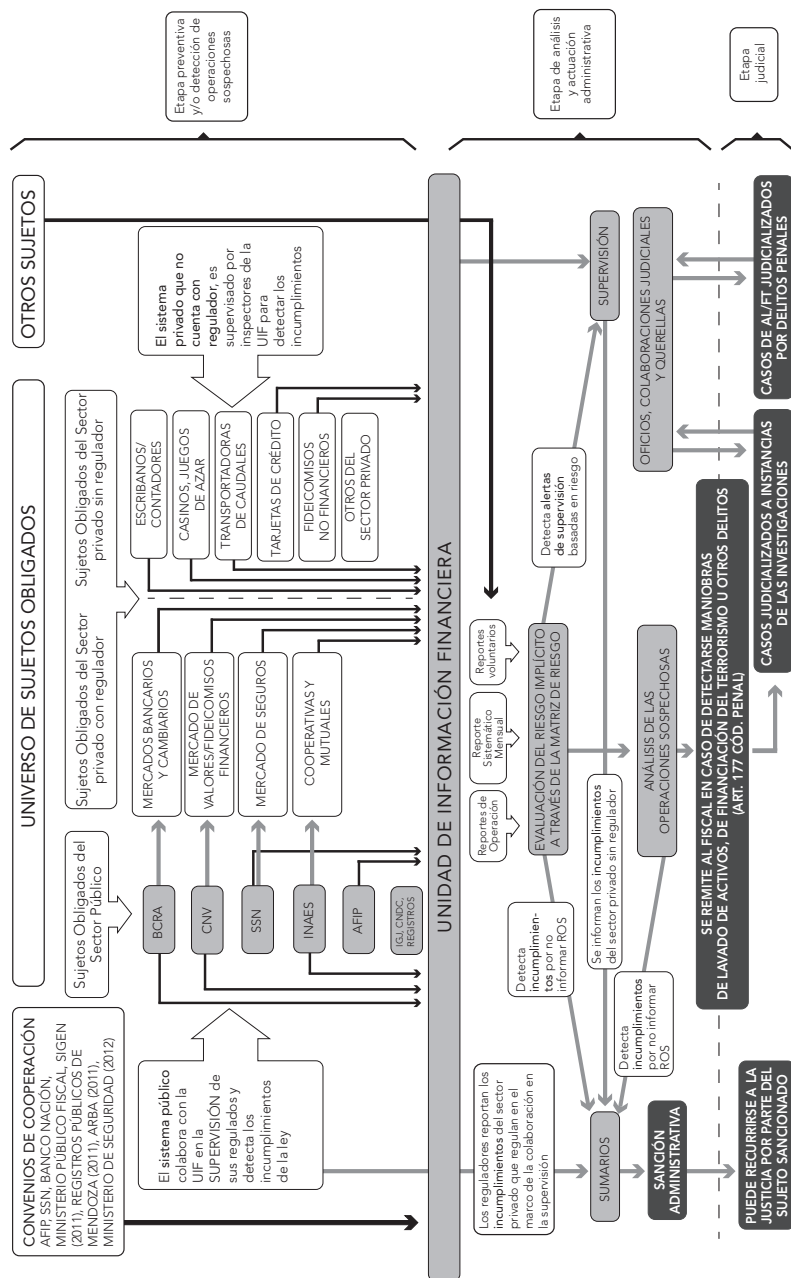 CONVENIOS DE COOPERACIÓN
AFIP, SSN, BANCO NACIÓN,
MINISTERIO PÚBLICO FISCAL, SIGEN
(2011), REGISTROS PÚBLICOS DE
MENDOZA (2011), ARBA (2011),
MINISTERIO DE SEGURIDAD (2012)
UNIVERSO DE SUJETOS OBLIGADOS
OTROS SUJETOS
Etapa preventiva
y/o detección de
operaciones
sospechosas
Sujetos Obligados del
Sector Público
Sujetos Obligados del Sector
privado con regulador
Sujetos Obligados del Sector
privado sin regulador
El sistema público
colabora con la
UIF en la
SUPERVISIÓN de
sus regulados y
detecta los
incumplimientos
de la ley
BCRA
CNV
SSN
INAES
AFIP
IGJ, CNDC,
REGISTROS
MERCADOS BANCARIOS
Y CAMBIARIOS
MERCADO DE
VALORES/FIDEICOMISOS
FINANCIEROS
MERCADO DE SEGUROS
COOPERATIVAS Y
MUTUALES
ESCRIBANOS/
CONTADORES
CASINOS, JUEGOS
DE AZAR
TRANSPORTADORAS
DE CAUDALES
TARJETAS DE CRÉDITO
FIDEICOMISOS
NO FINANCIEROS
OTROS DEL
SECTOR PRIVADO
El sistema
privado que no
cuenta con
regulador, es
supervisado por
inspectores de la
UIF para
detectar los
incumplimientos
UNIDAD DE INFORMACIÓN FINANCIERA
Etapa de análisis
y actuación
administrativa
Los reguladores reportan los
incumplimientos del sector
privado que regulan en el
marco de la colaboración en
la supervisión
Reportes de
Operación
Reporte
Sistemático
Mensual
Reportes
voluntarios
Detecta
incumplimien-
tos por no
informar ROS
EVALUACIÓN DEL RIESGO IMPLÍCITO
A TRAVÉS DE LA MATRIZ DE RIESGO
Detecta alertas
de supervisión
basadas en riesgo
SUMARIOS
Se informan los incumplimientos
del sector privado sin regulador
SUPERVISIÓN
Detecta
incumplimientos
por no informar
ROS
ANÁLISIS DE LAS
OPERACIONES SOSPECHOSAS
OFICIOS, COLABORACIONES JUDICIALES
Y QUERELLAS
SANCIÓN
ADMINISTRATIVA
SE REMITE AL FISCAL EN CASO DE DETECTARSE MANIOBRAS
DE LAVADO DE ACTIVOS, DE FINANCIACIÓN DEL TERRORISMO U OTROS DELITOS
(ART. 177 CÓD. PENAL)
Etapa
judicial
PUEDE RECURRIRSE A LA
JUSTICIA POR PARTE DEL
SUJETO SANCIONADO
CASOS JUDICIALIZADOS A INSTANCIAS
DE LAS INVESTIGACIONES
CASOS DE AL/FT JUDICIALIZADOS
POR DELITOS PENALES